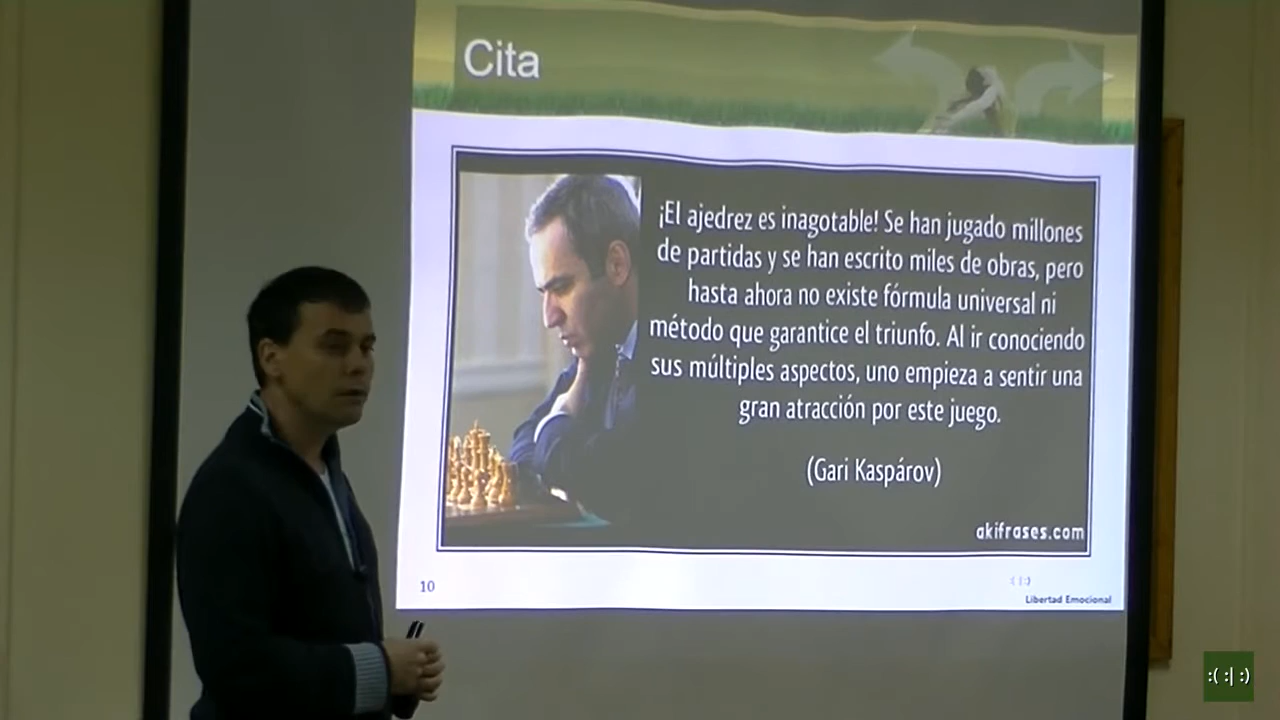 Cita
¡El ajedrez es inagotable! Se han jugado millones
de partidas y se han escrito miles de obras, pero
hasta ahora no existe fórmula universal ni
método que garantice el triunfo. Al ir conociendo
sus múltiples aspectos, uno empieza a sentir una
gran atracción por este juego.
(Gari Kaspárov)
akifrases.com
10
:( :| :)
Libertad Emocional
:( :| :)